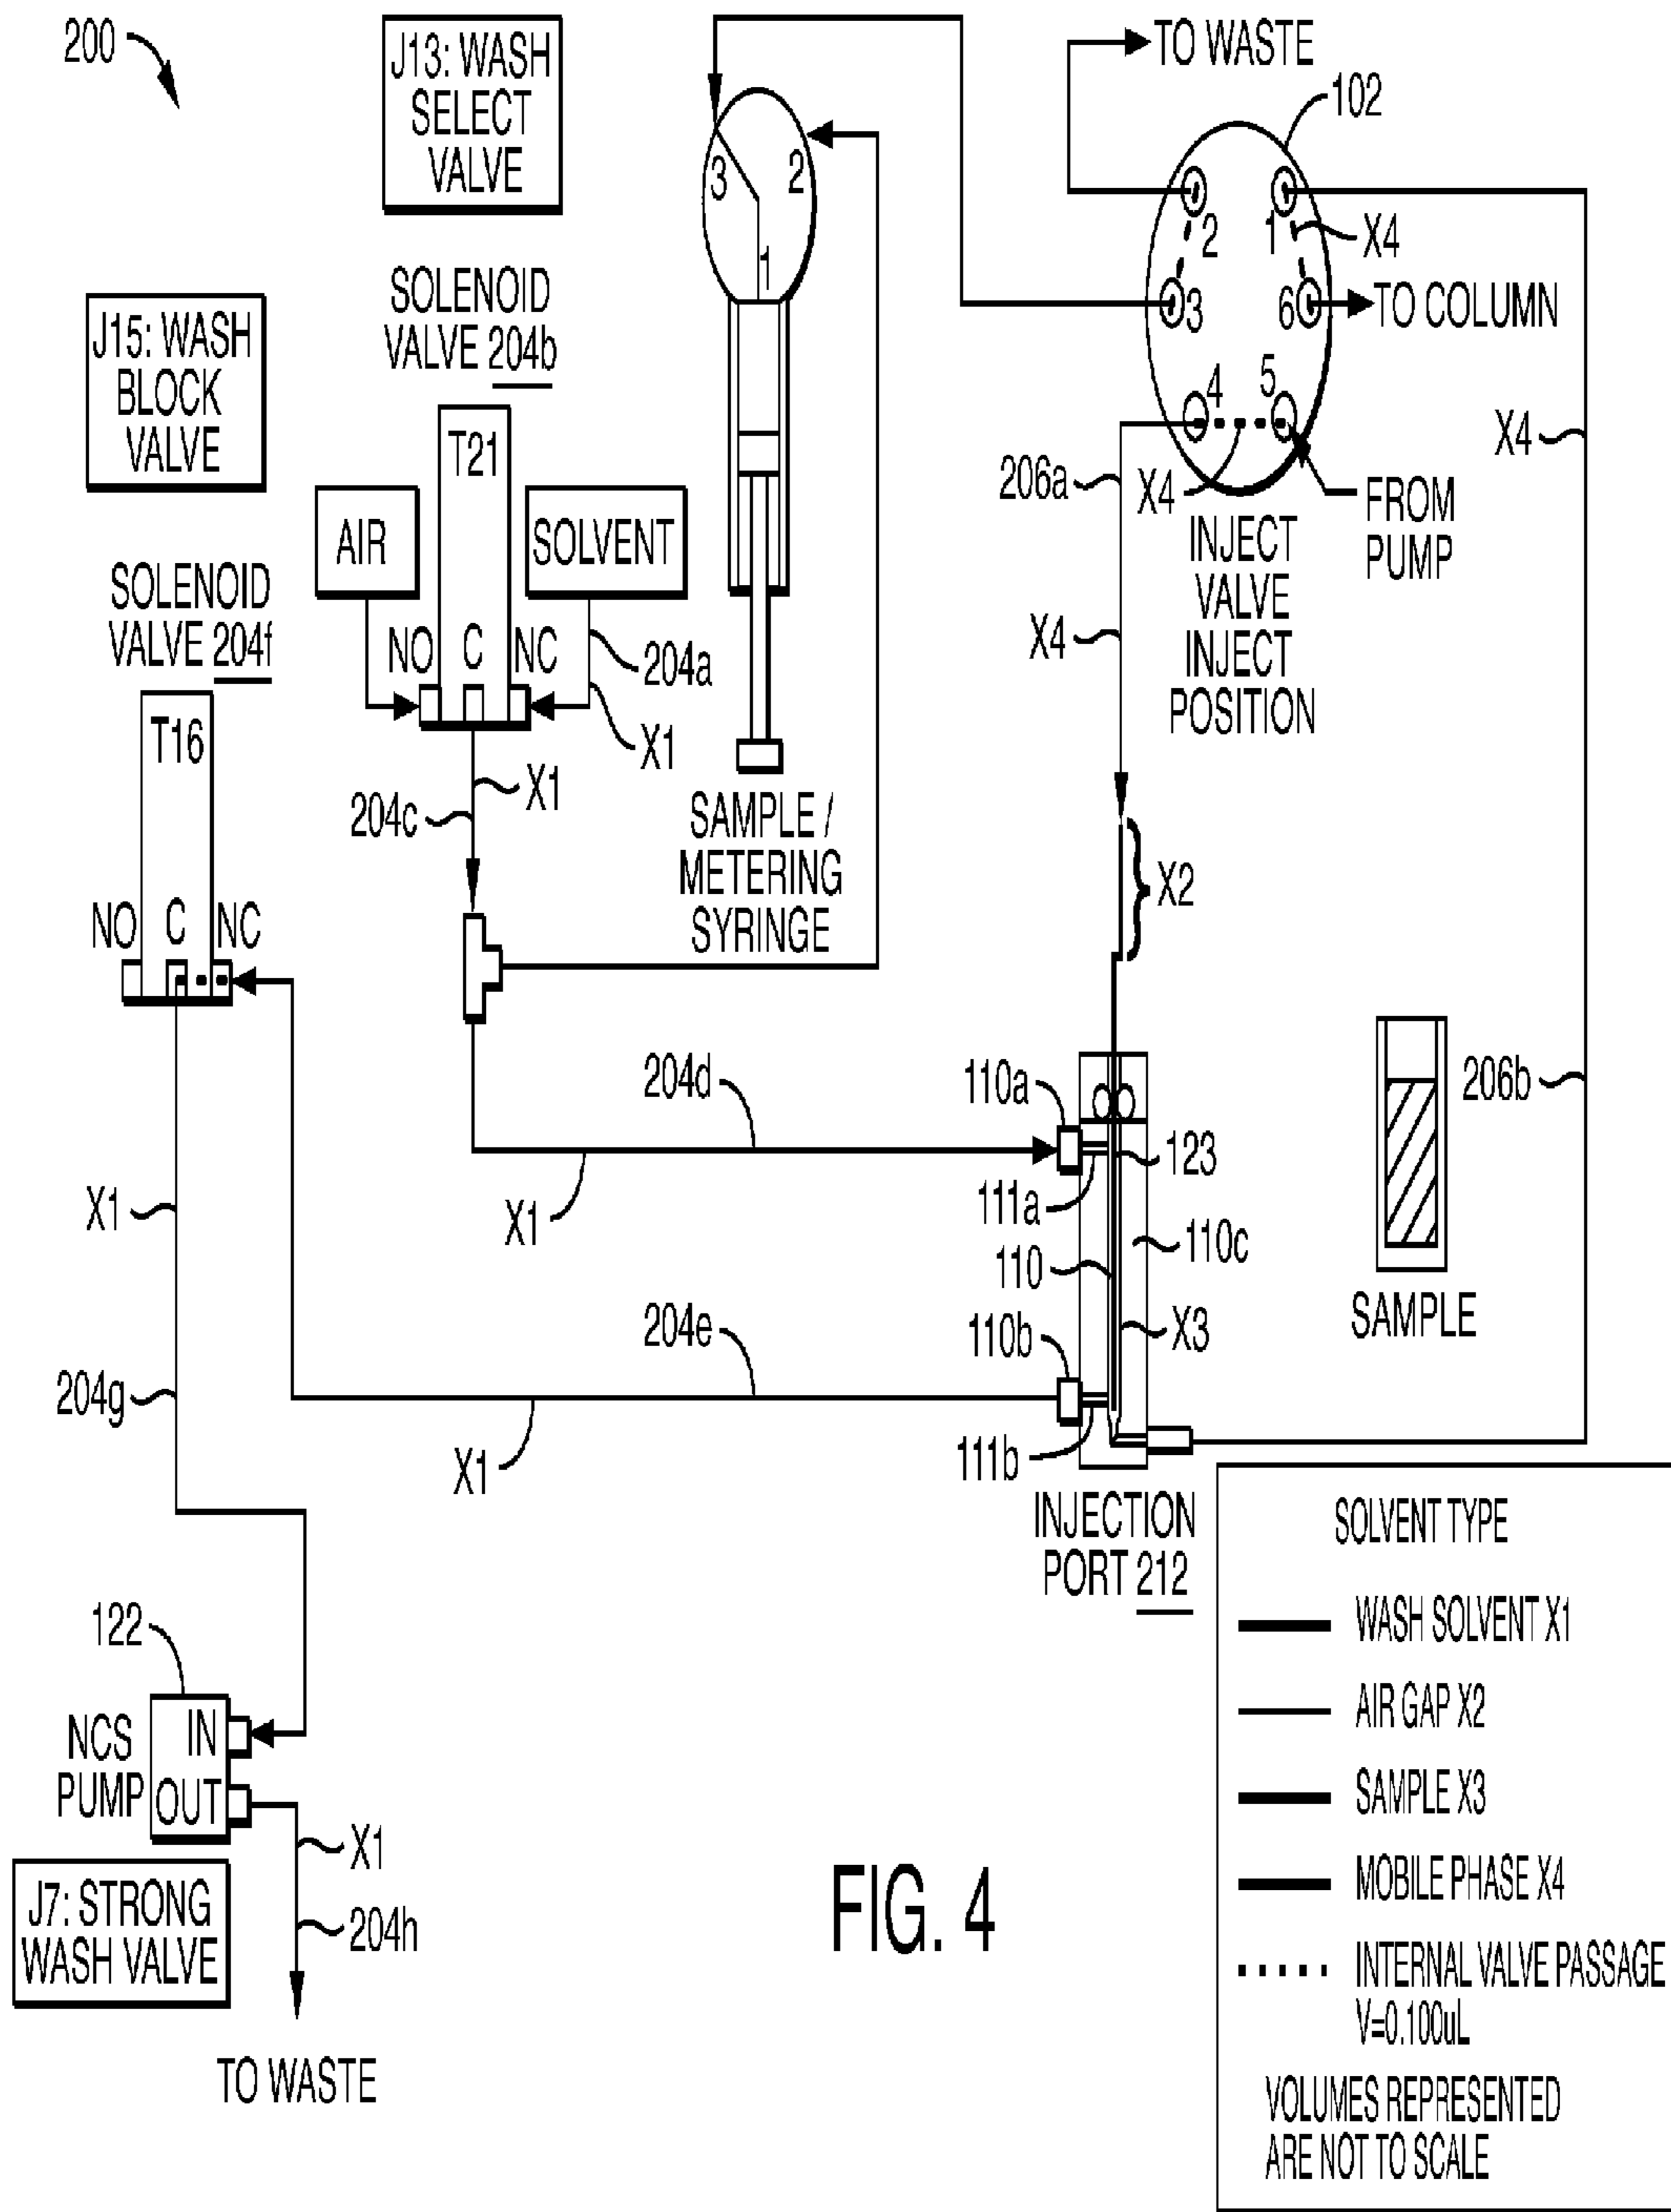 200
J13: WASH
SELECT
VALVE
TO WASTE
102
3
2
1
2
1
X4
3
6
TO COLUMN
4
5
X4
206a
X4
FROM
PUMP
INJECT
VALVE
INJECT
POSITION
J15: WASH
BLOCK
VALVE
SOLENOID
VALVE 204b
T21
AIR
SOLVENT
NO
C
NC
204a
X1
X1
204c
SOLENOID
VALVE 204f
T16
NO
C
NC
SAMPLE /
METERING
SYRINGE
X4
X2
206b
204d
X1
110a
123
111a
110c
110
X3
SAMPLE
X1
204e
X1
110b
111b
204g
INJECTION
PORT 212
122
NCS
PUMP
IN
OUT
X1
J7: STRONG
WASH VALVE
204h
TO WASTE
FIG. 4
SOLVENT TYPE
WASH SOLVENT X1
AIR GAP X2
SAMPLE X3
MOBILE PHASE X4
INTERNAL VALVE PASSAGE
V=0.100uL
VOLUMES REPRESENTED
ARE NOT TO SCALE